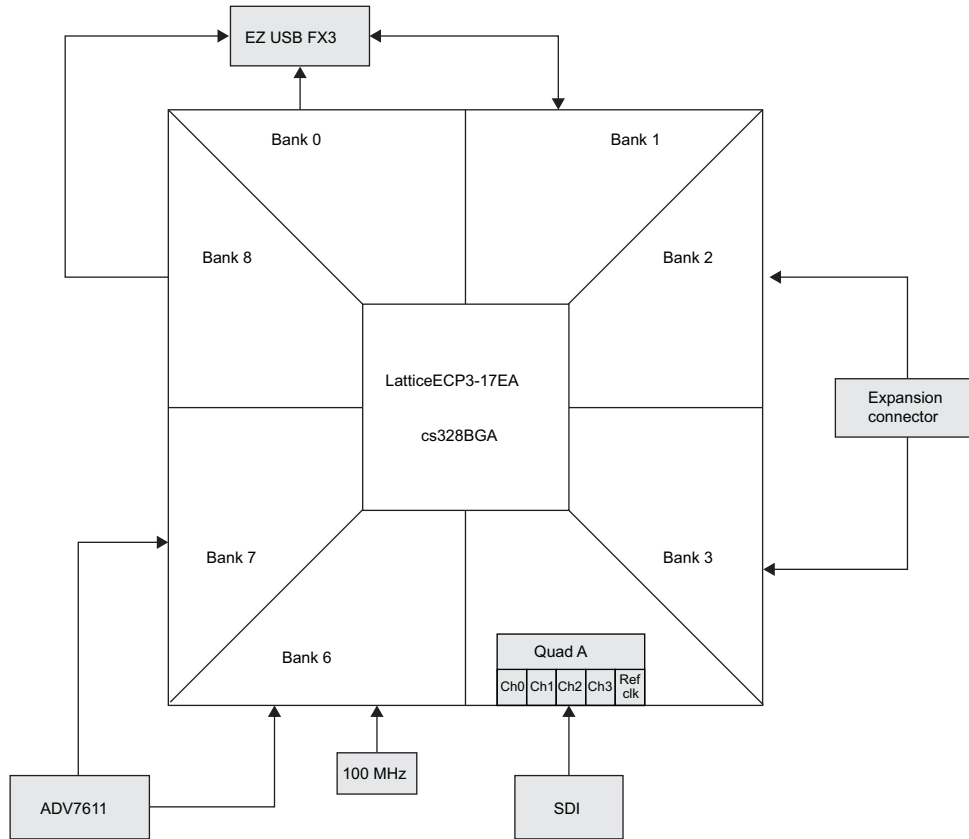 EZ USB FX3
Bank 0
Bank 1
Bank 8
Bank 2
LatticeECP3-17EA
cs328BGA
Expansion
connector
Bank 7
Bank 3
Bank 6
Quad A
Ch0 Ch1 Ch2 Ch3 Ref
clk
100 MHz
ADV7611
SDI